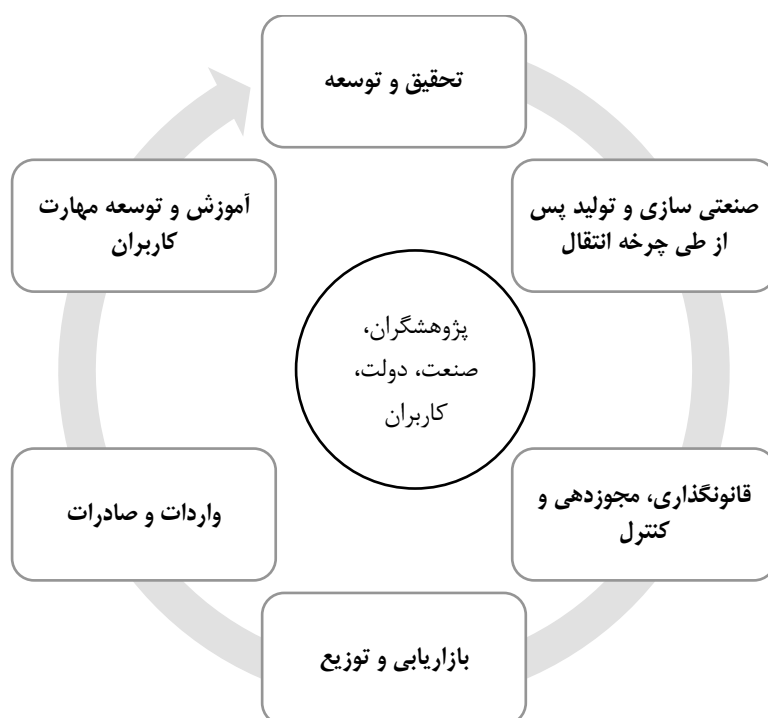 تحقیق و توسعه
صنعتی سازی و تولید پس
از طی چرخه انتقال
قانونگذاری، مجوزدهی و
کنترل
بازاریابی و توزیع
واردات و صادرات
آموزش و توسعه مهارت
کاربران
پژوهشگران،
صنعت، دولت،
کاربران